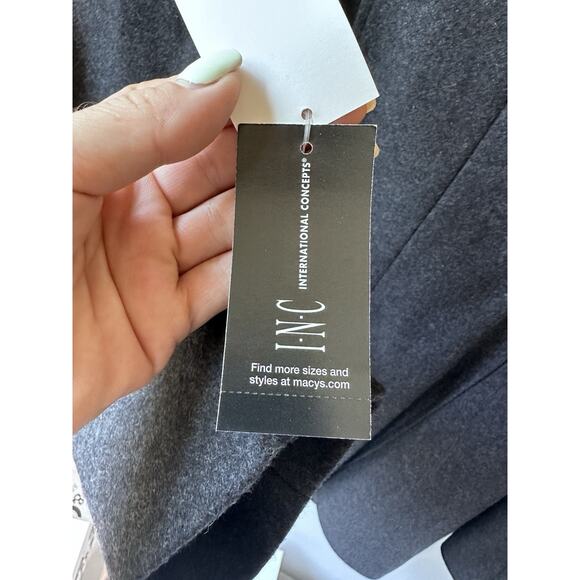 I·N·C INTERNATIONAL CONCEPTS®
Find more sizes and
styles at macys.com